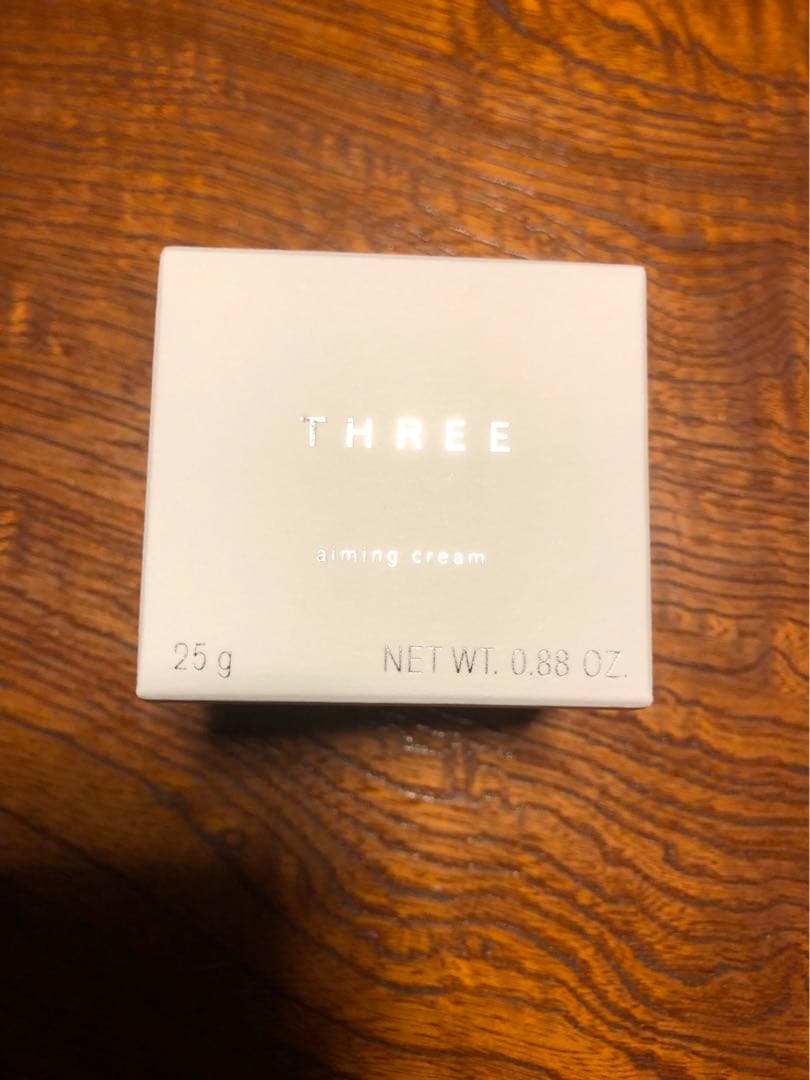 THREE
aiming cream
25 g NET WT. 0.88 OZ.